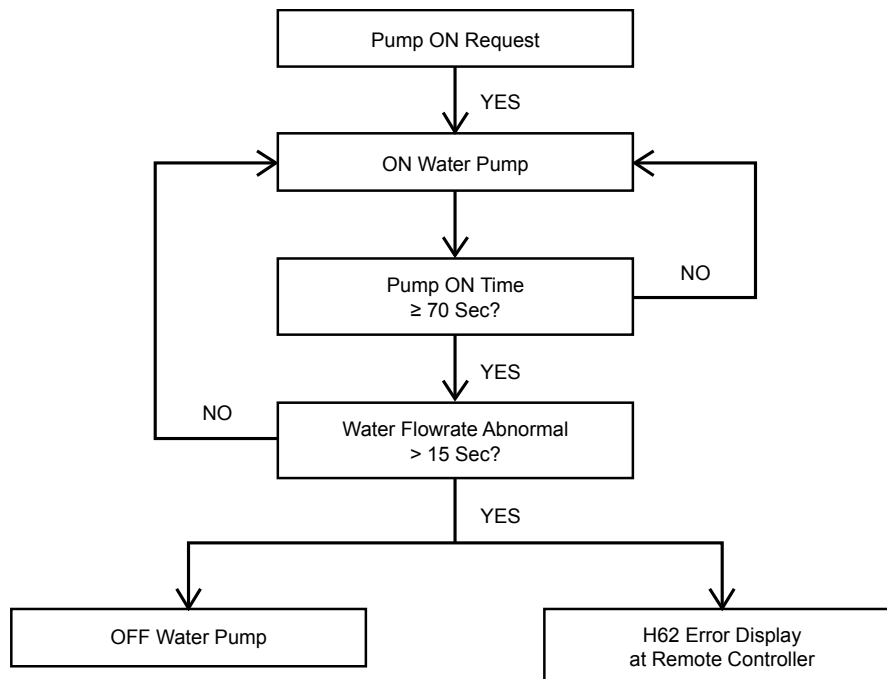 Pump ON Request
YES
ON Water Pump
Pump ON Time
≥ 70 Sec?
NO
YES
NO
Water Flowrate Abnormal
> 15 Sec?
YES
OFF Water Pump
H62 Error Display
at Remote Controller